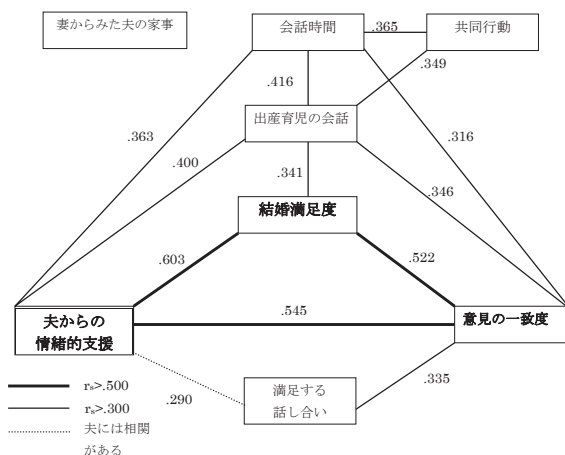 妻からみた夫の家事
会話時間
.365
共同行動
.416
.349
出産育児の会話
.363
.400
.341
.316
.346
結婚満足度
.603
.522
.545
夫からの
情緒的支援
意見の一致度
.290
満足する
話し合い
.335
rₛ>.500
rₛ>.300
夫には相関
がある